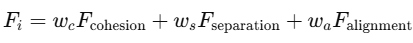 F_i = w_c F_cohesion + w_s F_separation + w_a F_alignment